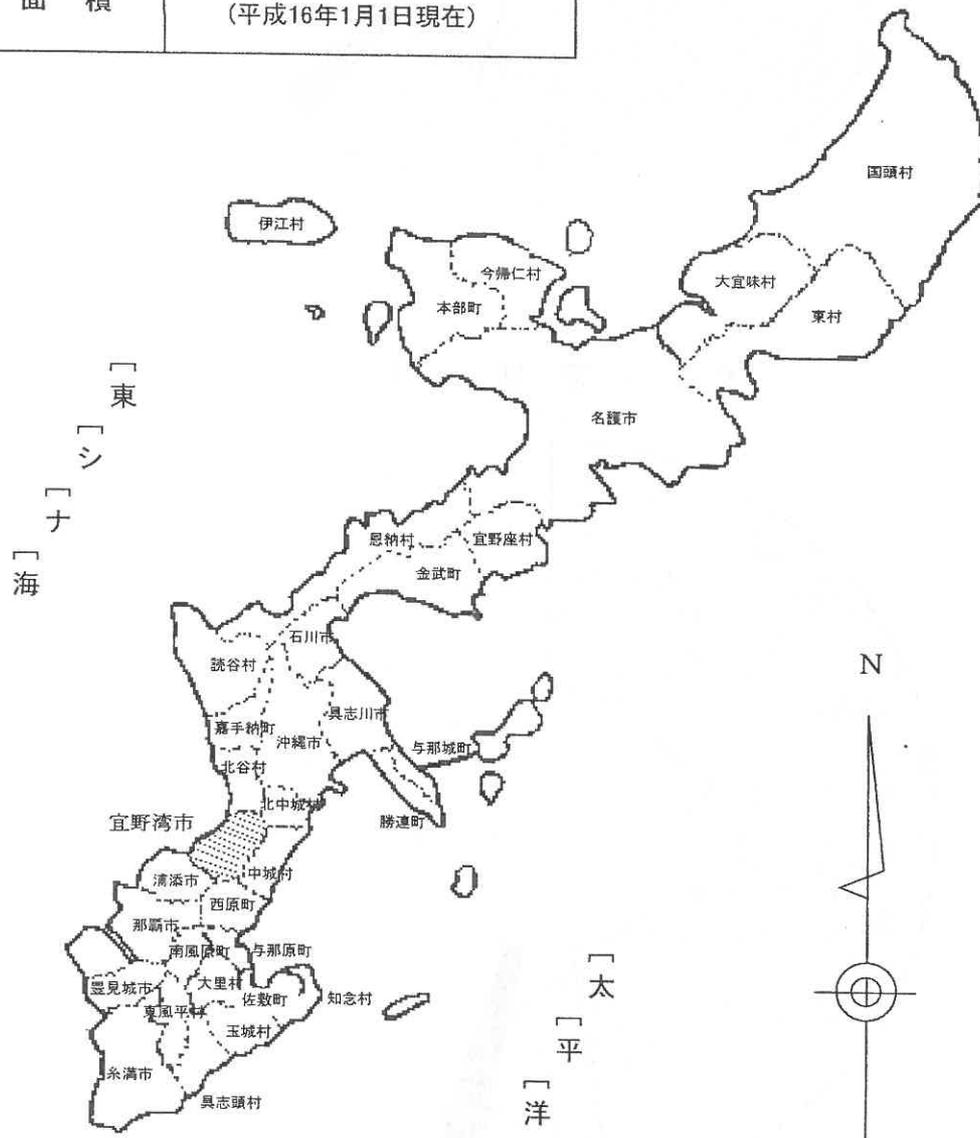 面 積
(平成16年1月1日現在)
国頭村
伊江村
今帰仁村
大宜味村
本部町
東村
[東
[シ
[ナ
[海
名護市
恩納村
宜野座村
金武町
石川市
読谷村
N
具志川市
嘉手納町
沖縄市
与那城町
北谷村
北中城村
勝連町
宜野湾市
中城村
浦添市
西原町
那覇市
南風原町
与那原町
大里村
豊見城市
佐敷町
知念村
東風平村
玉城村
糸満市
具志頭村
[太
[平
[洋